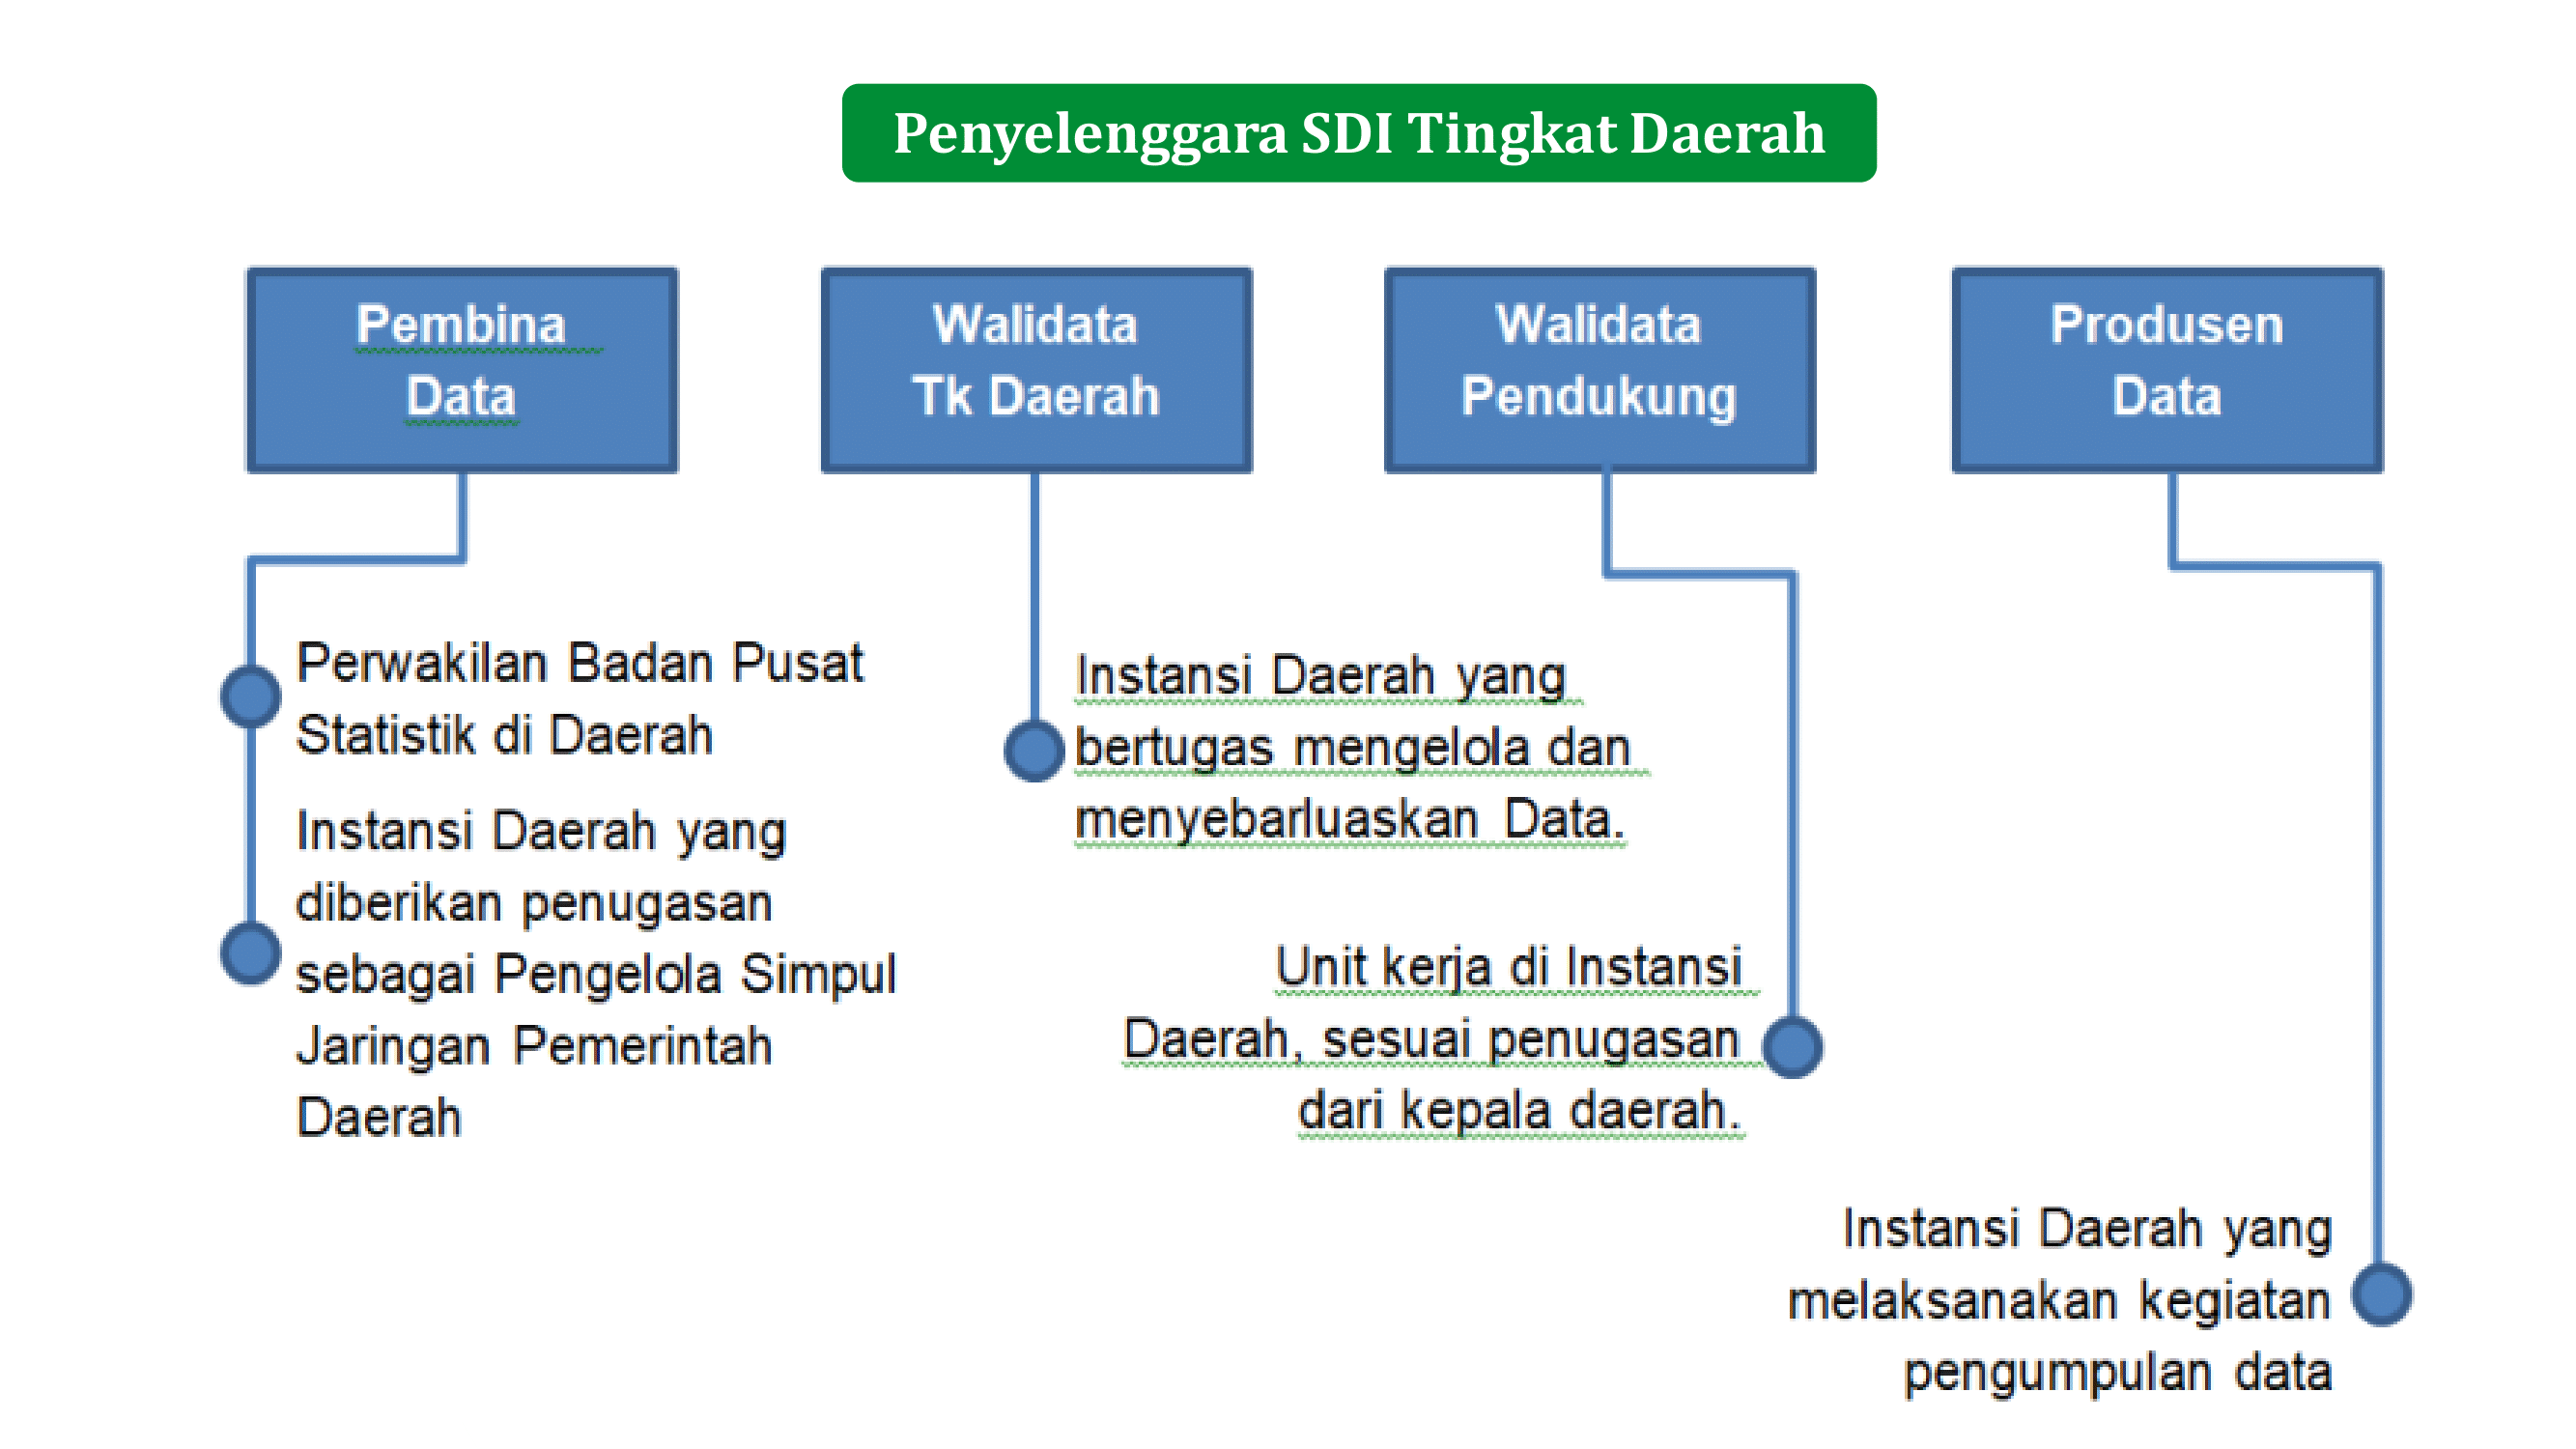 Penyelenggara SDI Tingkat Daerah
Pembina
Data
Walidata
Tk Daerah
Walidata
Pendukung
Produsen
Data
Perwakilan Badan Pusat
Statistik di Daerah
Instansi Daerah yang
diberikan penugasan
sebagai Pengelola Simpul
Jaringan Pemerintah
Daerah
Instansi Daerah yang
bertugas mengelola dan
menyebarluaskan Data.
Unit kerja di Instansi
Daerah, sesuai penugasan
dari kepala daerah.
Instansi Daerah yang
melaksanakan kegiatan
pengumpulan data